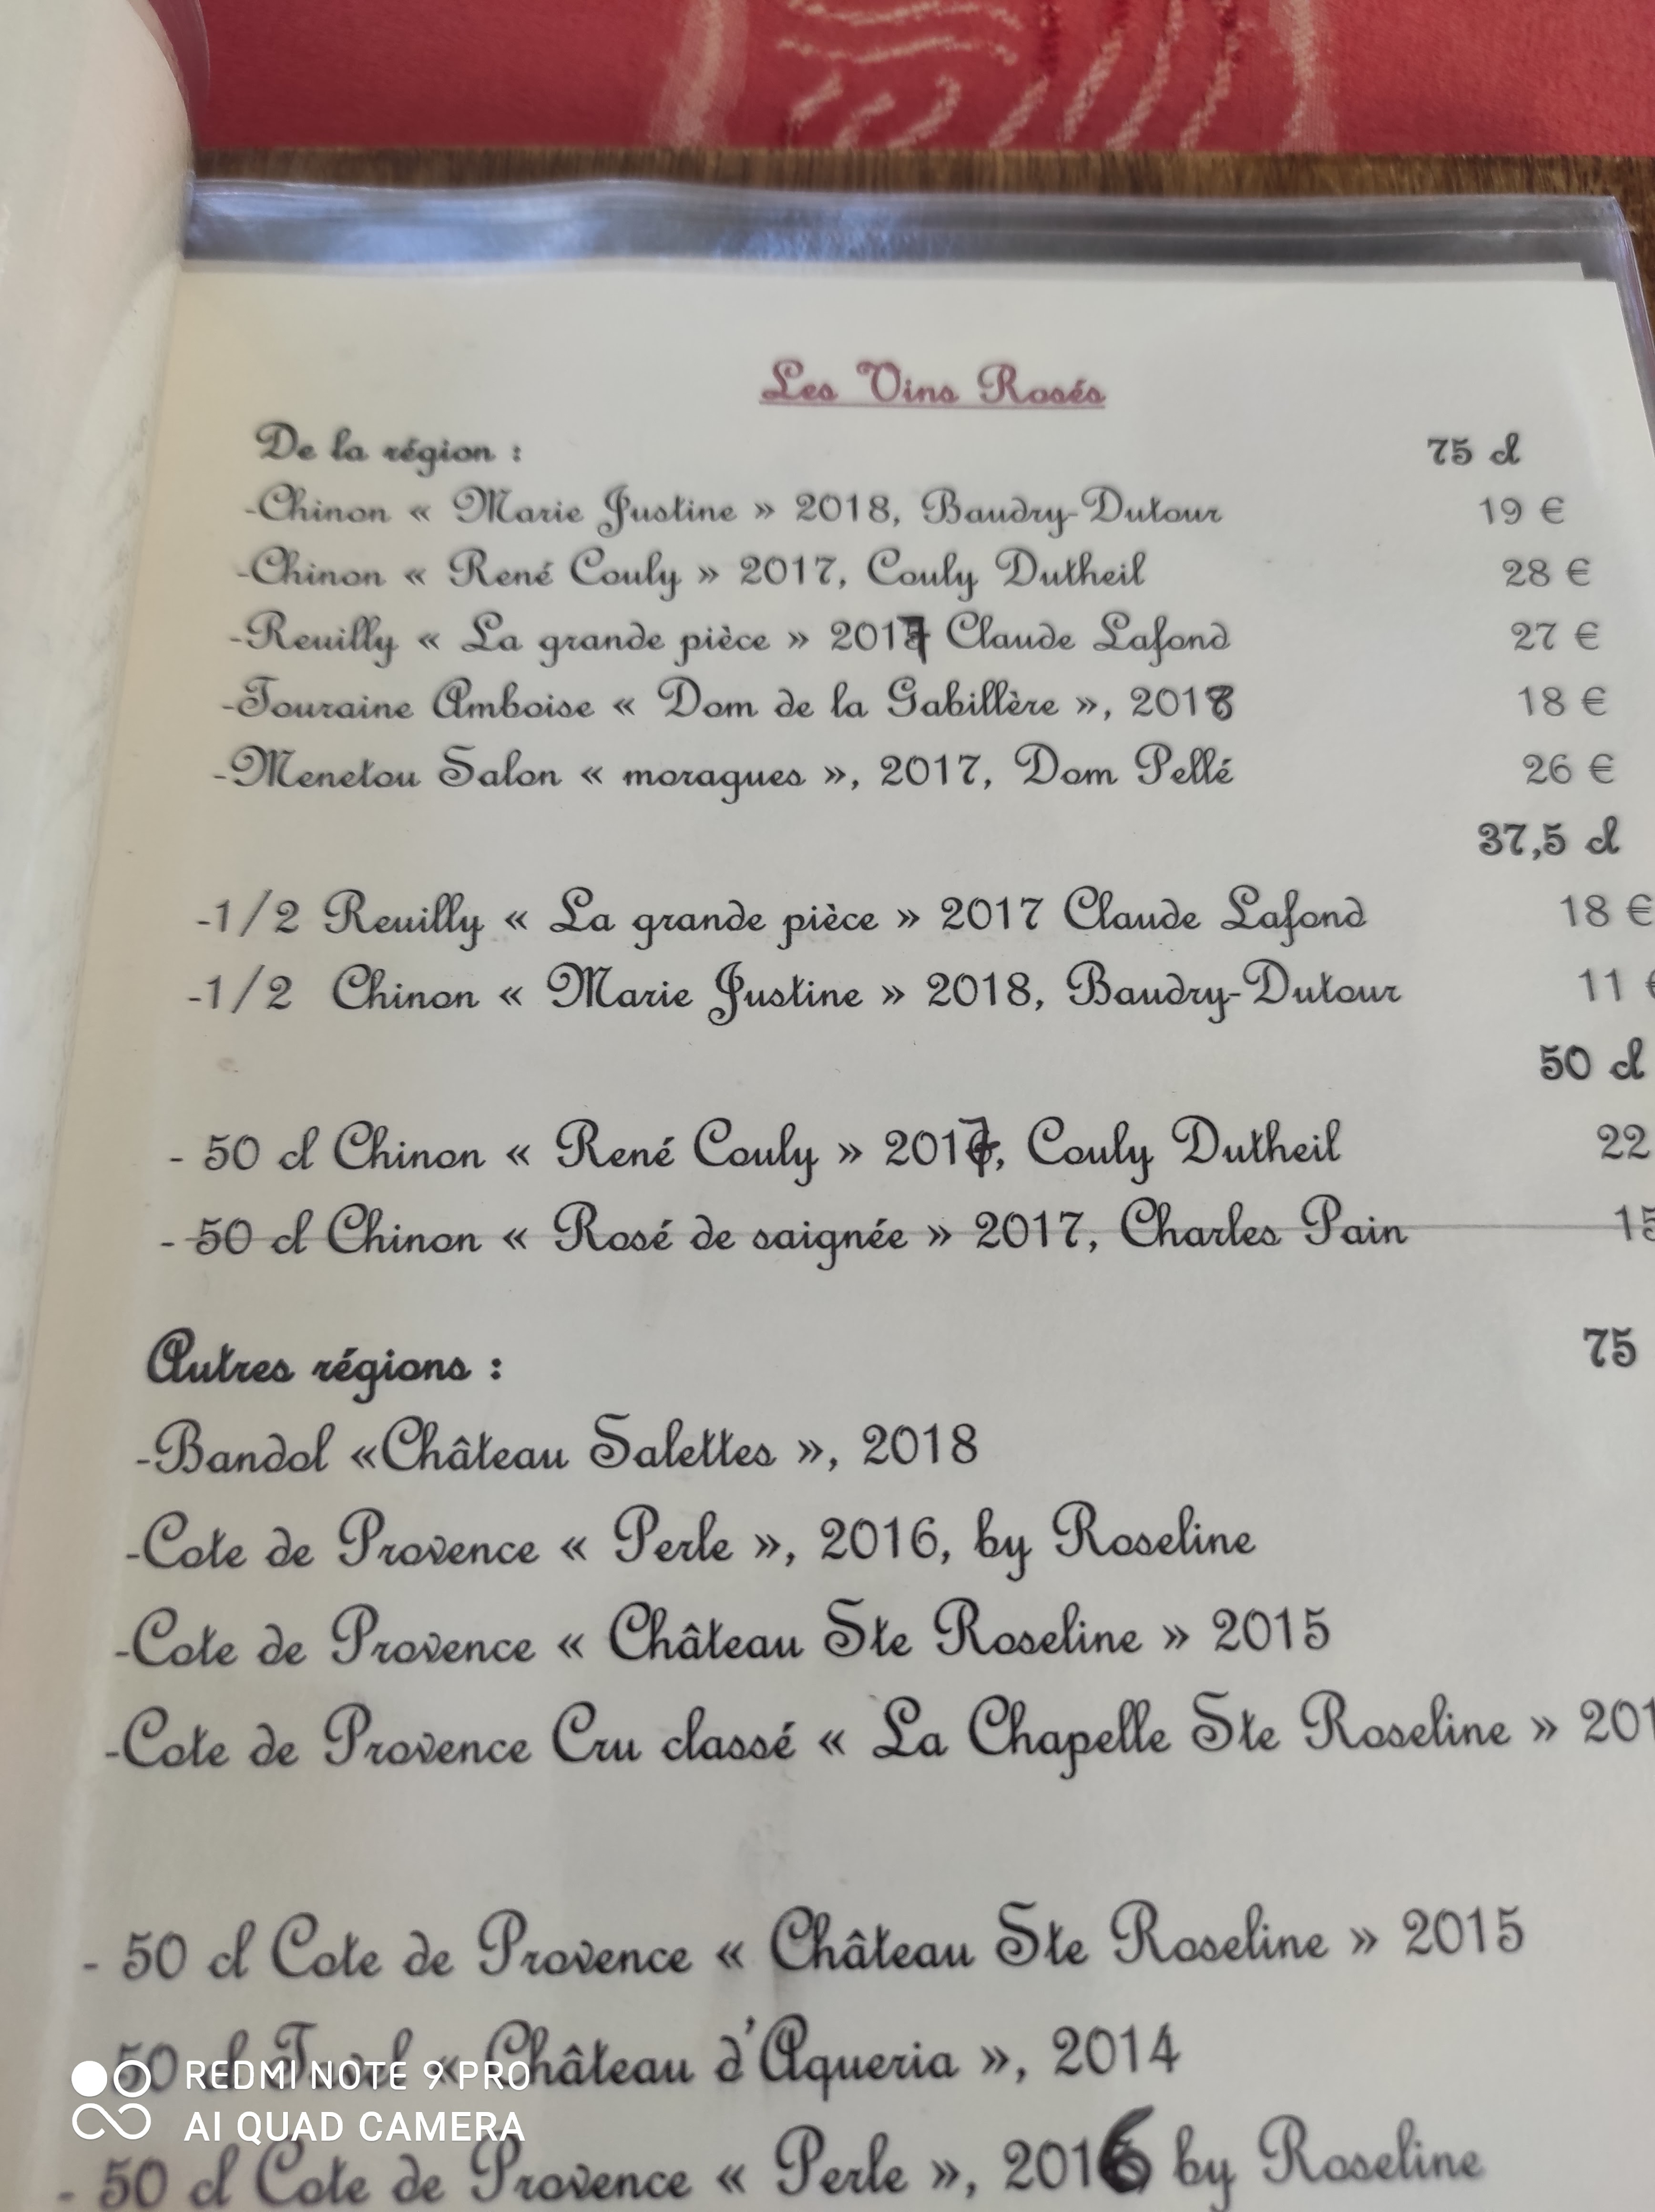 Les Vins Rosés
De la région : 75 cl
-Chinon « Marie Justine » 2018, Baudry-Dutour 19 €
-Chinon « René Couly » 2017, Couly Dutheil 28 €
-Reuilly « La grande pièce » 2017 Claude Lafond 27 €
-Touraine Amboise « Dom de la Gabillère », 2018 18 €
-Menetou Salon « moragues », 2017, Dom Pellé 26 €
37,5 cl
-1/2 Reuilly « La grande pièce » 2017 Claude Lafond 18 €
-1/2 Chinon « Marie Justine » 2018, Baudry-Dutour 11 €
50 cl
- 50 cl Chinon « René Couly » 2017, Couly Dutheil 22
- 50 cl Chinon « Rosé de saignée » 2017, Charles Pain 15
Autres régions : 75
-Bandol «Château Salettes », 2018
-Cote de Provence « Perle », 2016, by Roseline
-Cote de Provence « Château Ste Roseline » 2015
-Cote de Provence Cru classé « La Chapelle Ste Roseline » 201
- 50 cl Cote de Provence « Château Ste Roseline » 2015
50 cl Tavel « Château d'Aqueria », 2014
- 50 cl Cote de Provence « Perle », 2016 by Roseline
REDMI NOTE 9 PRO
AI QUAD CAMERA